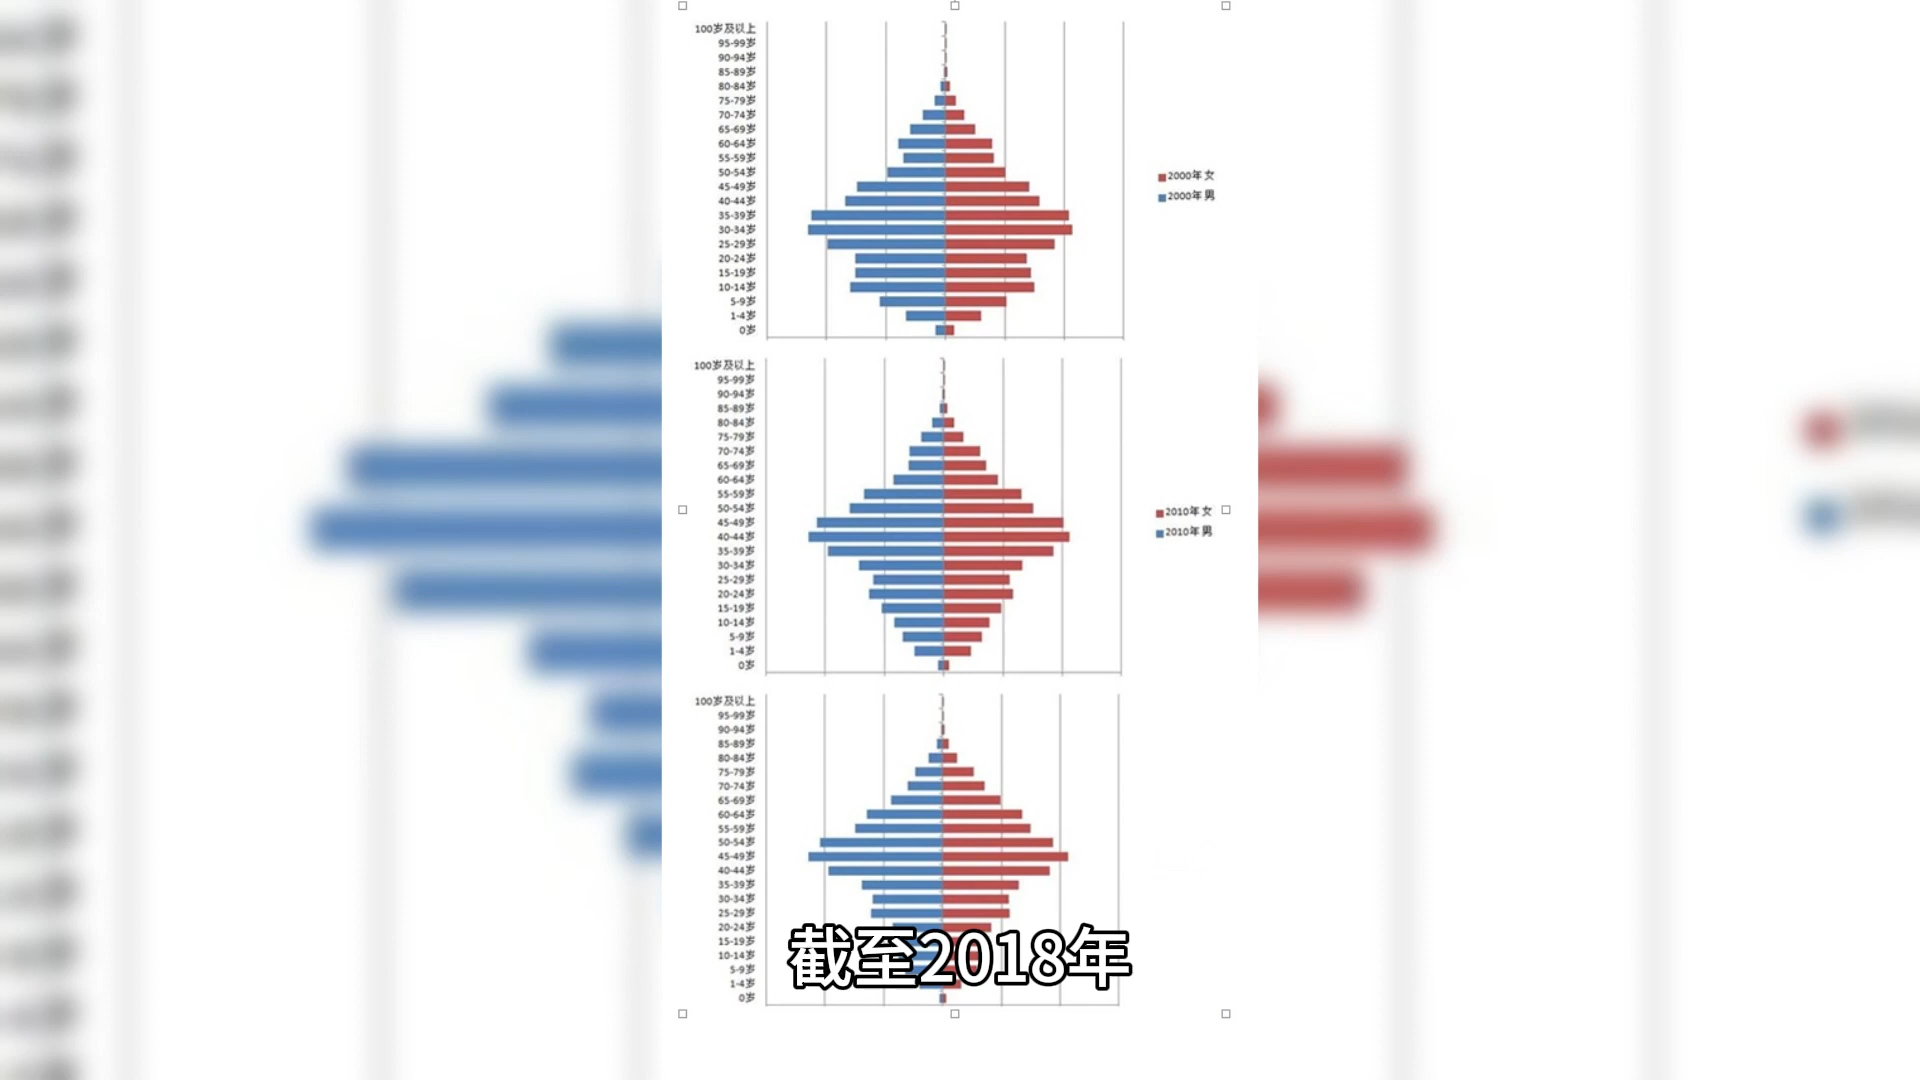 100岁及以上
95-99岁
90-94岁
85-89岁
80-84岁
75-79岁
70-74岁
65-69岁
60-64岁
55-59岁
50-54岁
45-49岁
40-44岁
35-39岁
30-34岁
25-29岁
20-24岁
15-19岁
10-14岁
5-9岁
1-4岁
0岁
2000年 女
2000年 男
100岁及以上
95-99岁
90-94岁
85-89岁
80-84岁
75-79岁
70-74岁
65-69岁
60-64岁
55-59岁
50-54岁
45-49岁
40-44岁
35-39岁
30-34岁
25-29岁
20-24岁
15-19岁
10-14岁
5-9岁
1-4岁
0岁
2010年 女
2010年 男
100岁及以上
95-99岁
90-94岁
85-89岁
80-84岁
75-79岁
70-74岁
65-69岁
60-64岁
55-59岁
50-54岁
45-49岁
40-44岁
35-39岁
30-34岁
25-29岁
20-24岁
15-19岁
10-14岁
5-9岁
1-4岁
0岁
截至2018年